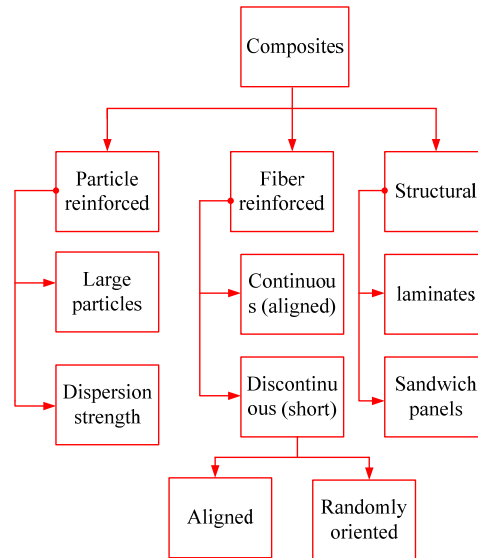 Composites
Particle
reinforced
Fiber
reinforced
Structural
Large
particles
Continuou
s (aligned)
laminates
Dispersion
strength
Discontinu
ous (short)
Sandwich
panels
Aligned
Randomly
oriented